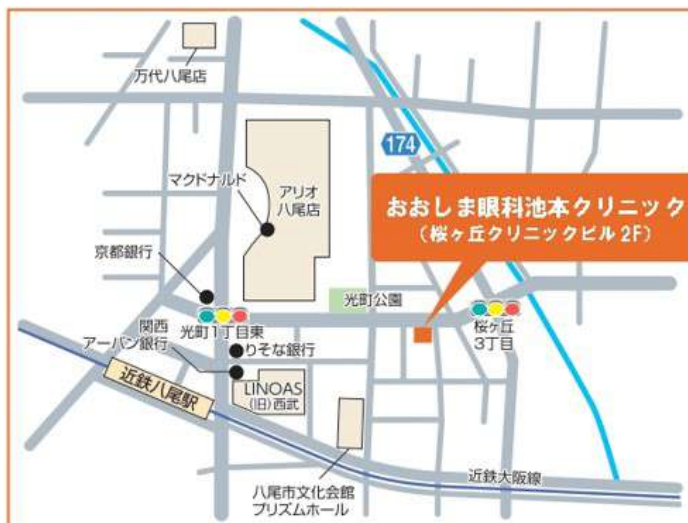 万代八尾店
174
マクドナルド
アリオ
八尾店
おおしま眼科池本クリニック
(桜ヶ丘クリニックビル2F)
京都銀行
光町公園
光町1丁目東
桜ヶ丘
3丁目
関西
アーバン銀行
りそな銀行
LINOAS
(旧)西武
近鉄八尾駅
近鉄大阪線
八尾市文化会館
プリズムホール